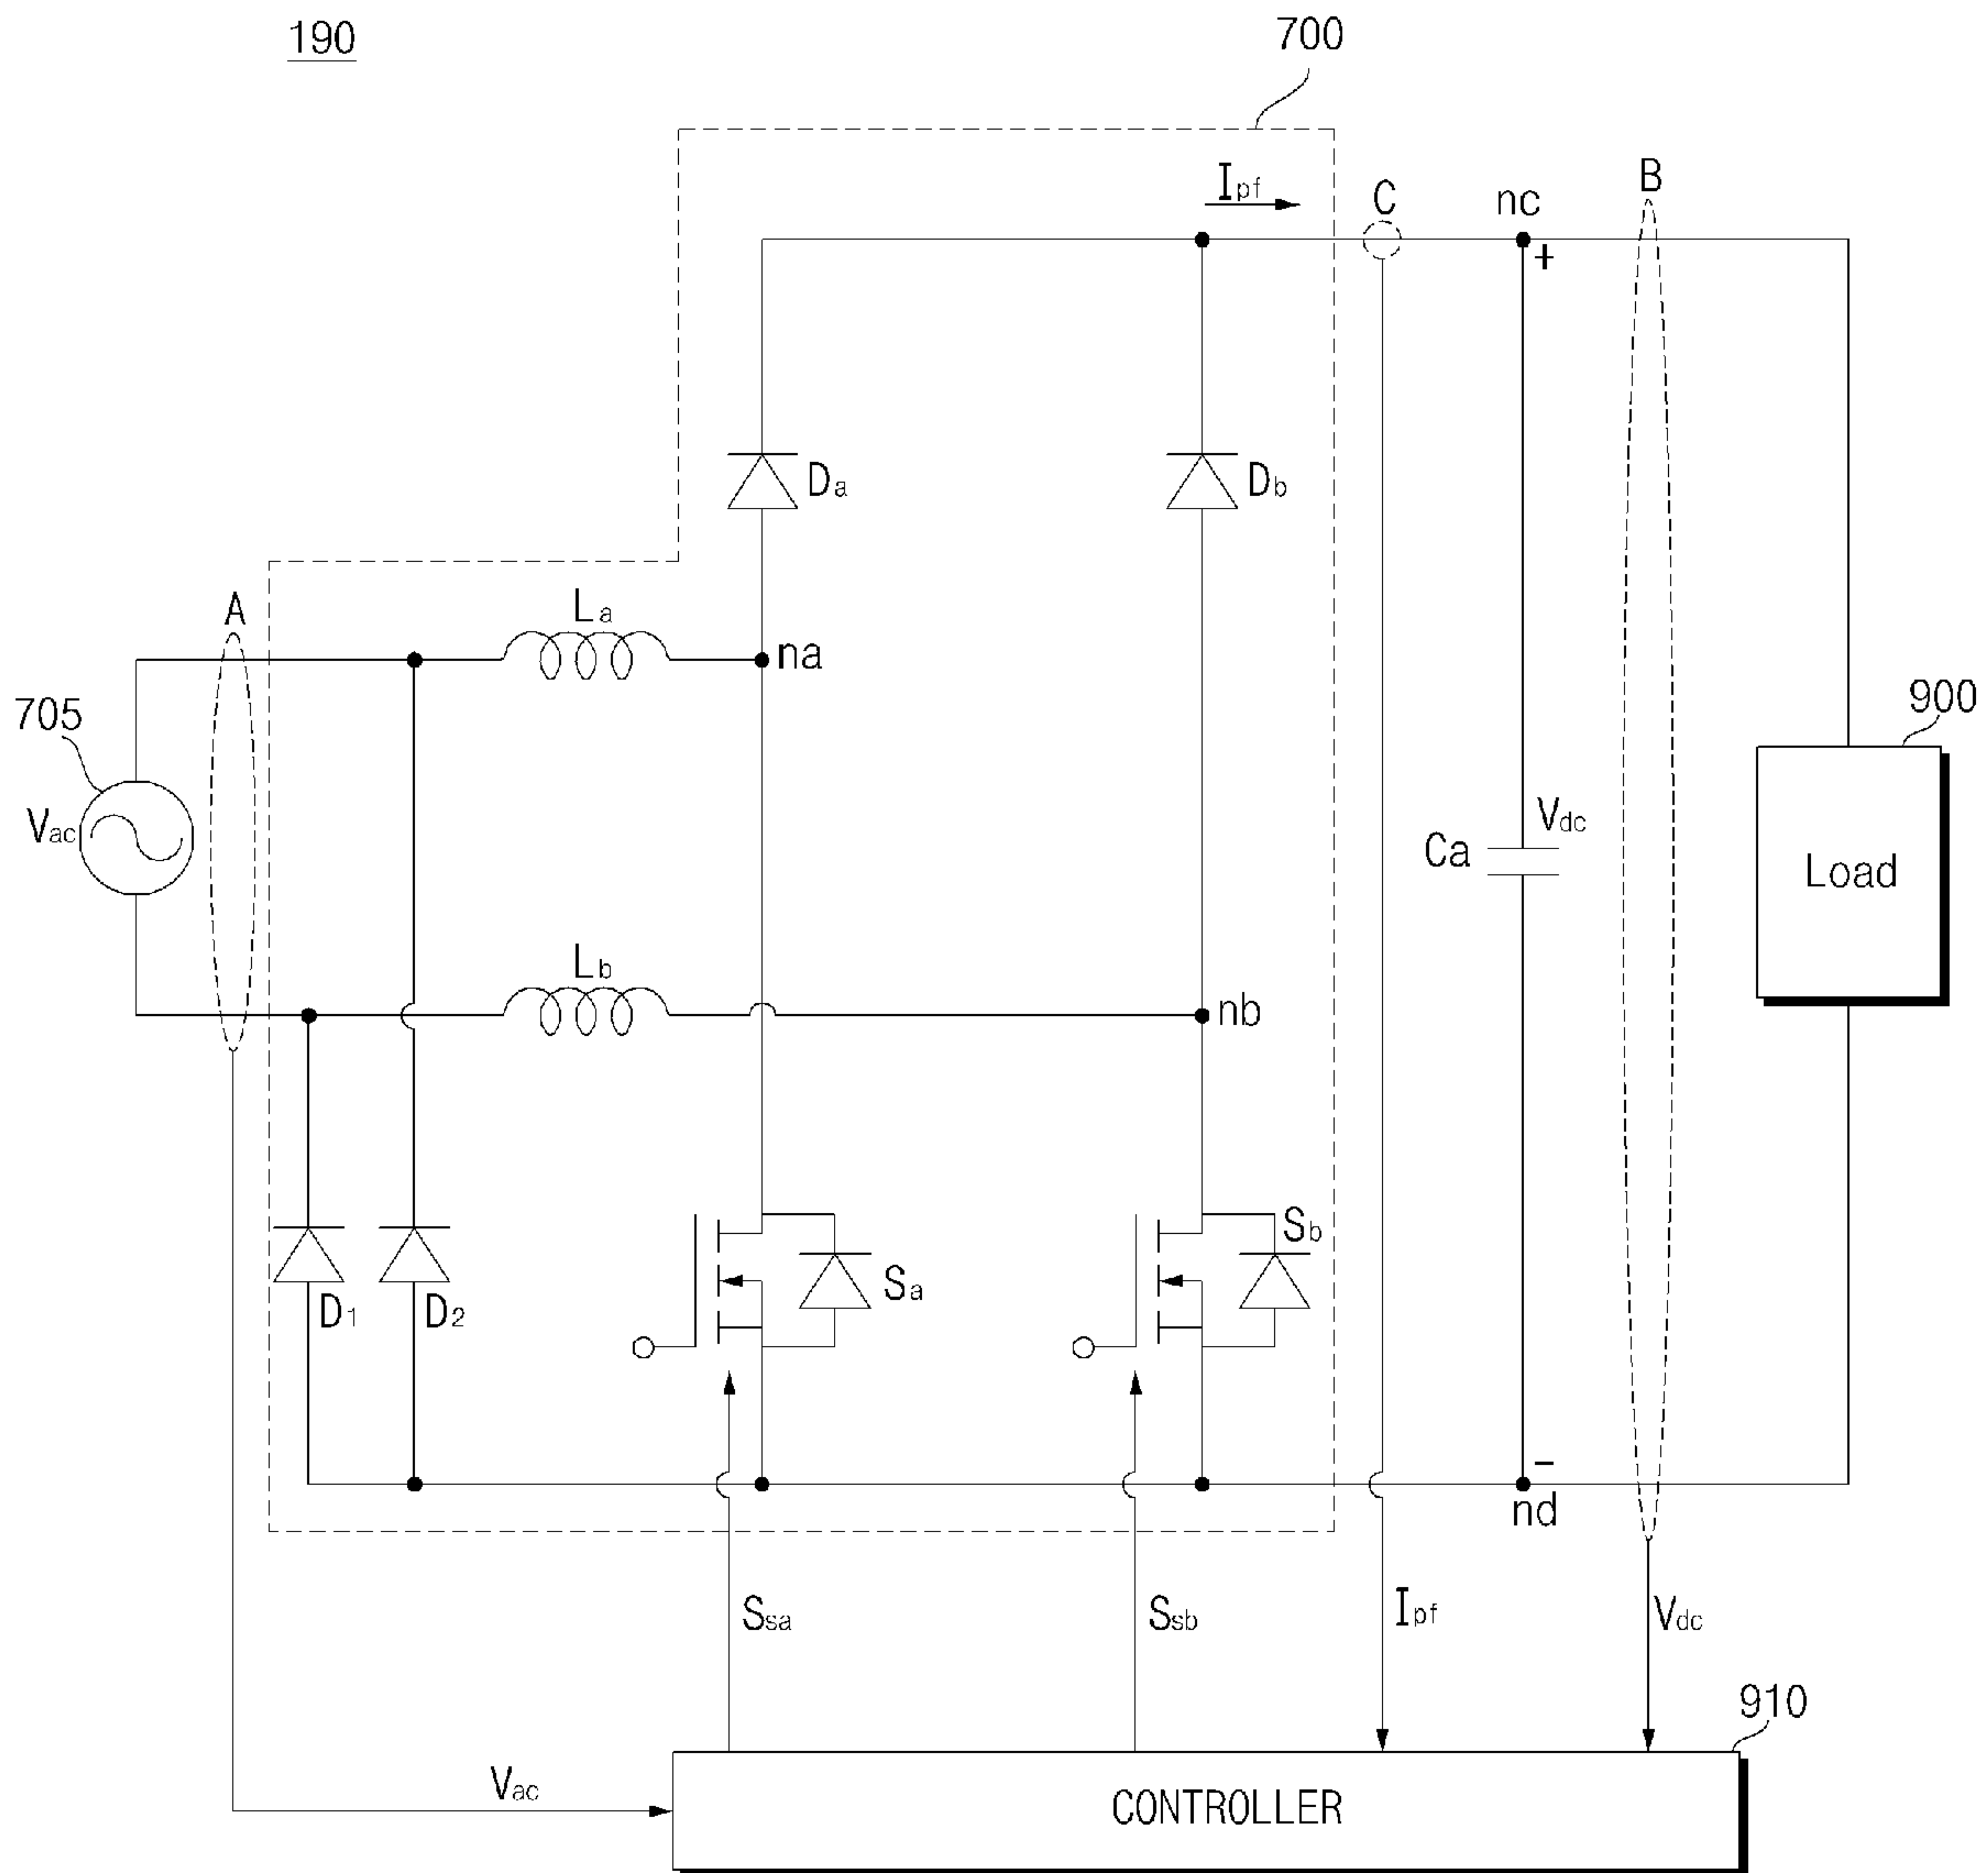 190
700
Ipf
C
nc
B
+
Da
Db
A
La
na
705
900
Vac
Vdc
Ca
Load
Lb
nb
Sb
Sa
D1
D2
-
nd
Ssa
Ssb
Ipf
Vdc
910
Vac
CONTROLLER